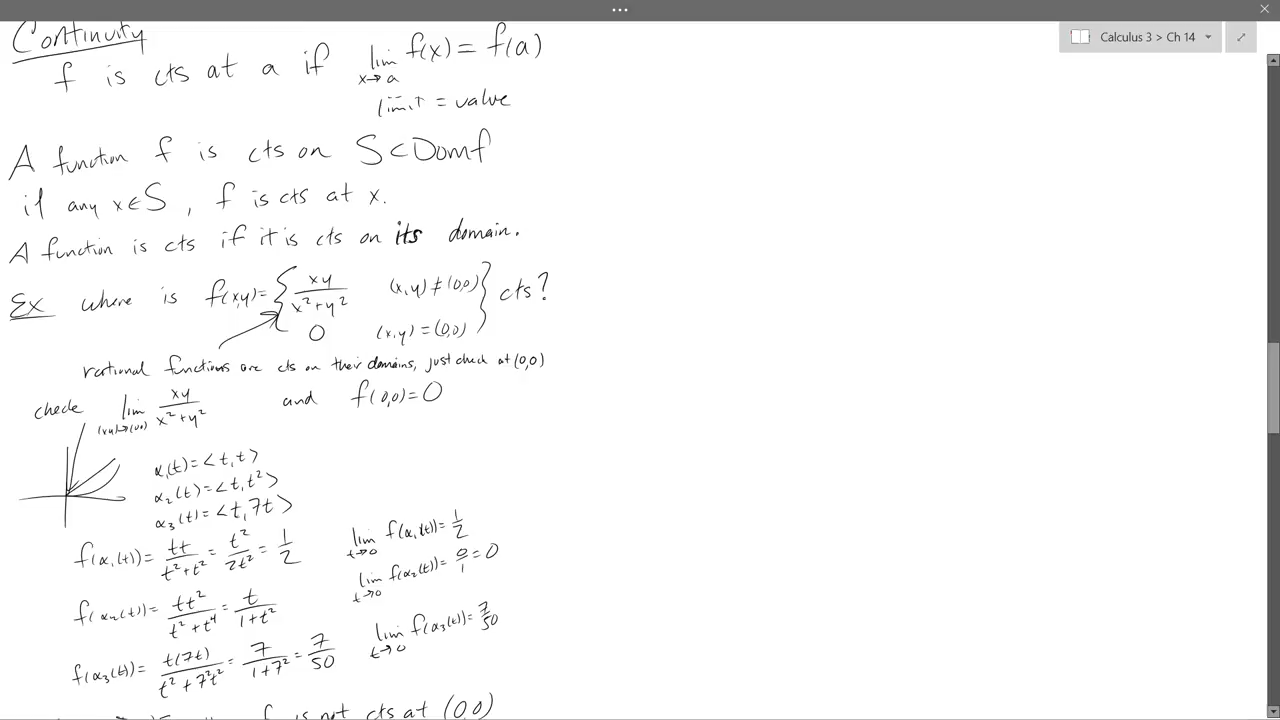 Calculus 3 > Ch 14
Continuity
f is cts at a if lim x→a f(x) = f(a)
limit = value
A function f is cts on S⊂Domf
if any x∈S, f is cts at x.
A function is cts if it is cts on its domain.
Ex where is f(x,y)= { xy / x²+y² (x,y) ≠ (0,0) } cts?
0 (x,y) = (0,0)
rational functions are cts on their domains, just check at (0,0)
check lim (x,y)→(0,0) xy / x²+y² and f(0,0)=0
α₁(t)=<t,t>
α₂(t)=<t,t²>
α₃(t)=<t,7t>
f(α₁(t))= tt / t²+t² = t² / 2t² = 1/2 lim t→0 f(α₁(t))= 1/2
f(α₂(t))= tt² / t²+t⁴ = t / 1+t² lim t→0 f(α₂(t))= 0/1 = 0
f(α₃(t))= t(7t) / t²+7²t² = 7 / 1+7² = 7/50 lim t→0 f(α₃(t))= 7/50
f is not cts at (0,0)